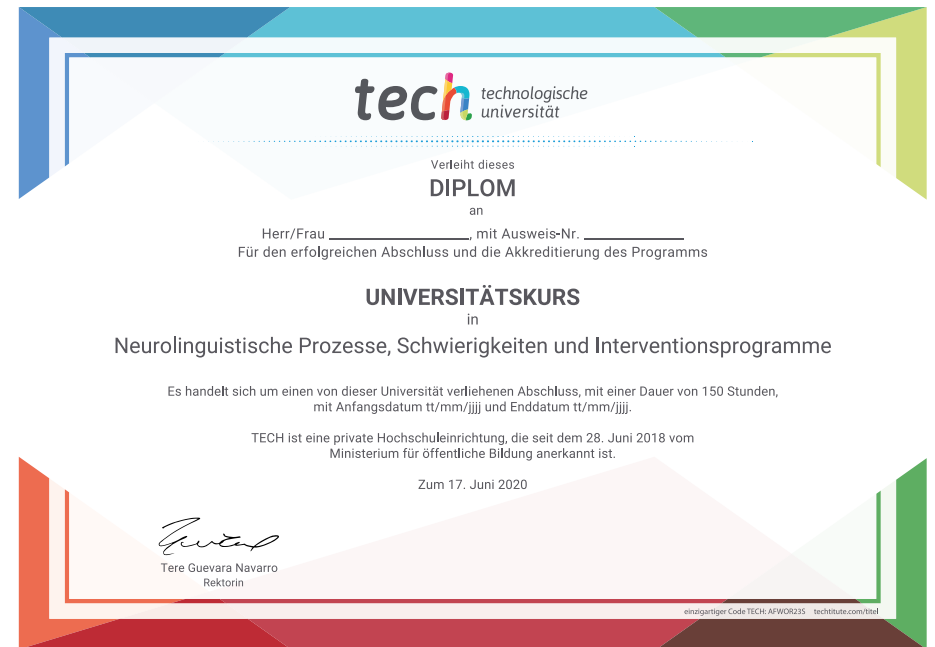 tech technologische
universität
Verleiht dieses
DIPLOM
an
Herr/Frau ____________________, mit Ausweis-Nr. ______________
Für den erfolgreichen Abschluss und die Akkreditierung des Programms
UNIVERSITÄTSKURS
in
Neurolinguistische Prozesse, Schwierigkeiten und Interventionsprogramme
Es handelt sich um einen von dieser Universität verliehenen Abschluss, mit einer Dauer von 150 Stunden,
mit Anfangsdatum tt/mm/jjjj und Enddatum tt/mm/jjjj.
TECH ist eine private Hochschuleinrichtung, die seit dem 28. Juni 2018 vom
Ministerium für öffentliche Bildung anerkannt ist.
Zum 17. Juni 2020
Tere Guevara Navarro
Rektorin
einzigartiger Code TECH: AFWOR23S techtitute.com/titel